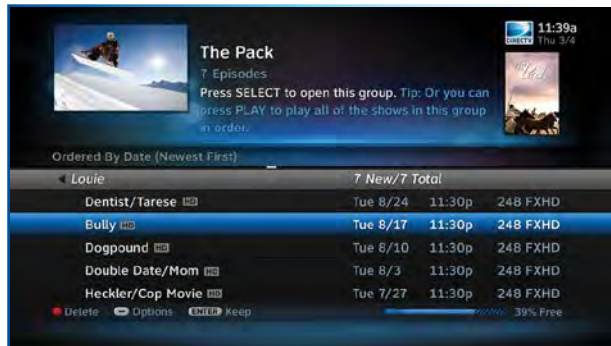 The Pack
7 Episodes
Press SELECT to open this group. Tip: Or you can
press PLAY to play all of the shows in this group
in order.
DIRECTV
11:39a
Thu 3/4
Ordered By Date (Newest First)
Louie 7 New/7 Total
Dentist/Tarese HD Tue 8/24 11:30p 248 FXHD
Bully HD Tue 8/17 11:30p 248 FXHD
Dogpound HD Tue 8/10 11:30p 248 FXHD
Double Date/Mom HD Tue 8/3 11:30p 248 FXHD
Heckler/Cop Movie HD Tue 7/27 11:30p 248 FXHD
Delete Options ENTER Keep 39% Free